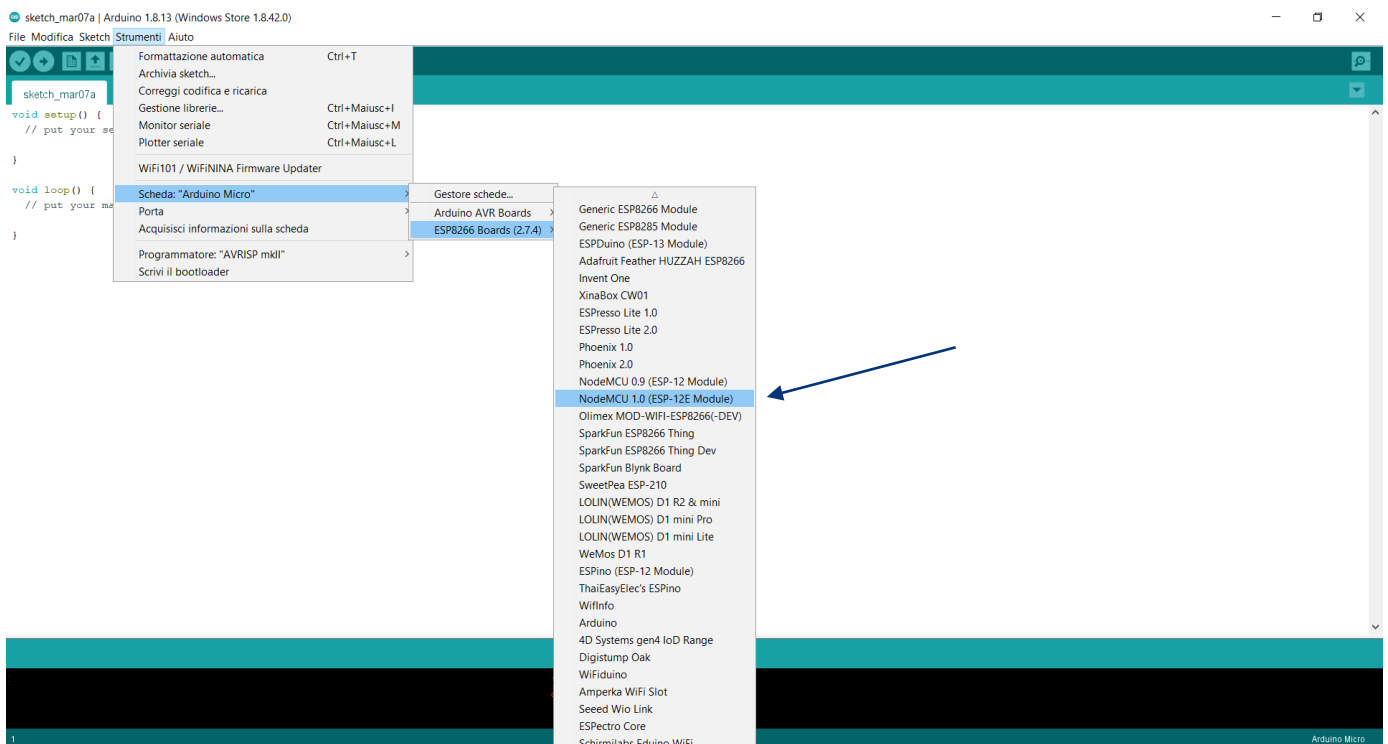 sketch_mar07a | Arduino 1.8.13 (Windows Store 1.8.42.0)
File Modifica Sketch Strumenti Aiuto
sketch_mar07a
void setup() {
// put your se
}
void loop() {
// put your ma
}
Formattazione automatica Ctrl+T
Archivia sketch...
Correggi codifica e ricarica
Gestione librerie... Ctrl+Maiusc+I
Monitor seriale Ctrl+Maiusc+M
Plotter seriale Ctrl+Maiusc+L
WiFi101 / WiFiNINA Firmware Updater
Scheda: "Arduino Micro"
Porta
Acquisisci informazioni sulla scheda
Programmatore: "AVRISP mkII"
Scrivi il bootloader
Gestore schede...
Arduino AVR Boards
ESP8266 Boards (2.7.4)
Generic ESP8266 Module
Generic ESP8285 Module
ESPDuino (ESP-13 Module)
Adafruit Feather HUZZAH ESP8266
Invent One
XinaBox CW01
ESPresso Lite 1.0
ESPresso Lite 2.0
Phoenix 1.0
Phoenix 2.0
NodeMCU 0.9 (ESP-12 Module)
NodeMCU 1.0 (ESP-12E Module)
Olimex MOD-WIFI-ESP8266(-DEV)
SparkFun ESP8266 Thing
SparkFun ESP8266 Thing Dev
SparkFun Blynk Board
SweetPea ESP-210
LOLIN(WEMOS) D1 R2 & mini
LOLIN(WEMOS) D1 mini Pro
LOLIN(WEMOS) D1 mini Lite
WeMos D1 R1
ESPino (ESP-12 Module)
ThaiEasyElec's ESPino
WifInfo
Arduino
4D Systems gen4 IoD Range
Digistump Oak
WiFiduino
Amperka WiFi Slot
Seeed Wio Link
ESPectro Core
Schirmilabs Eduino WiFi
1
Arduino Micro